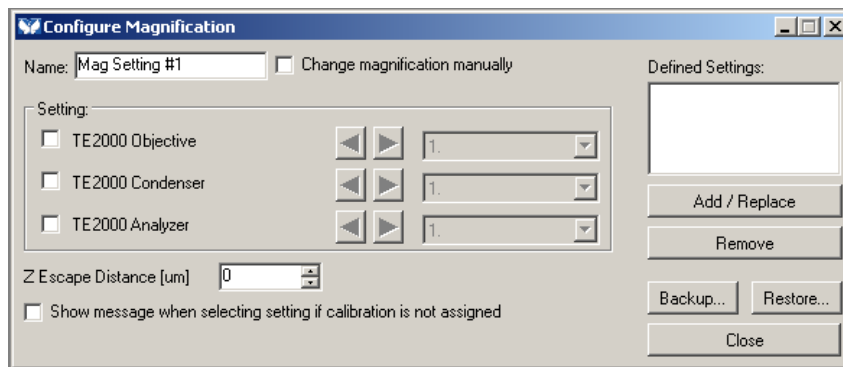 Configure Magnification
Name: Mag Setting #1
Change magnification manually
Defined Settings:
Setting:
TE2000 Objective
1.
TE2000 Condenser
1.
TE2000 Analyzer
1.
Add / Replace
Remove
Z Escape Distance [um] 0
Show message when selecting setting if calibration is not assigned
Backup... Restore...
Close